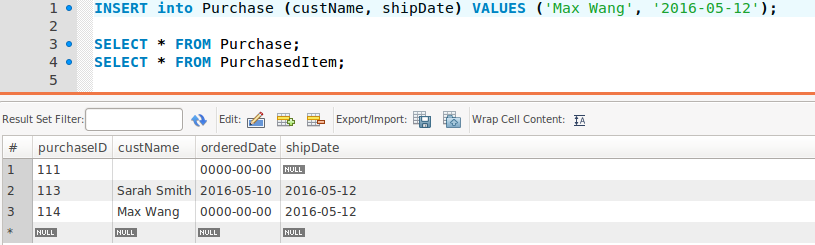 1 INSERT into Purchase (custName, shipDate) VALUES ('Max Wang', '2016-05-12');
2
3 SELECT * FROM Purchase;
4 SELECT * FROM PurchasedItem;
5
Result Set Filter: Edit: Export/Import: Wrap Cell Content:
# purchaseID custName orderedDate shipDate
1 111 0000-00-00 NULL
2 113 Sarah Smith 2016-05-10 2016-05-12
3 114 Max Wang 0000-00-00 2016-05-12
* NULL NULL NULL NULL